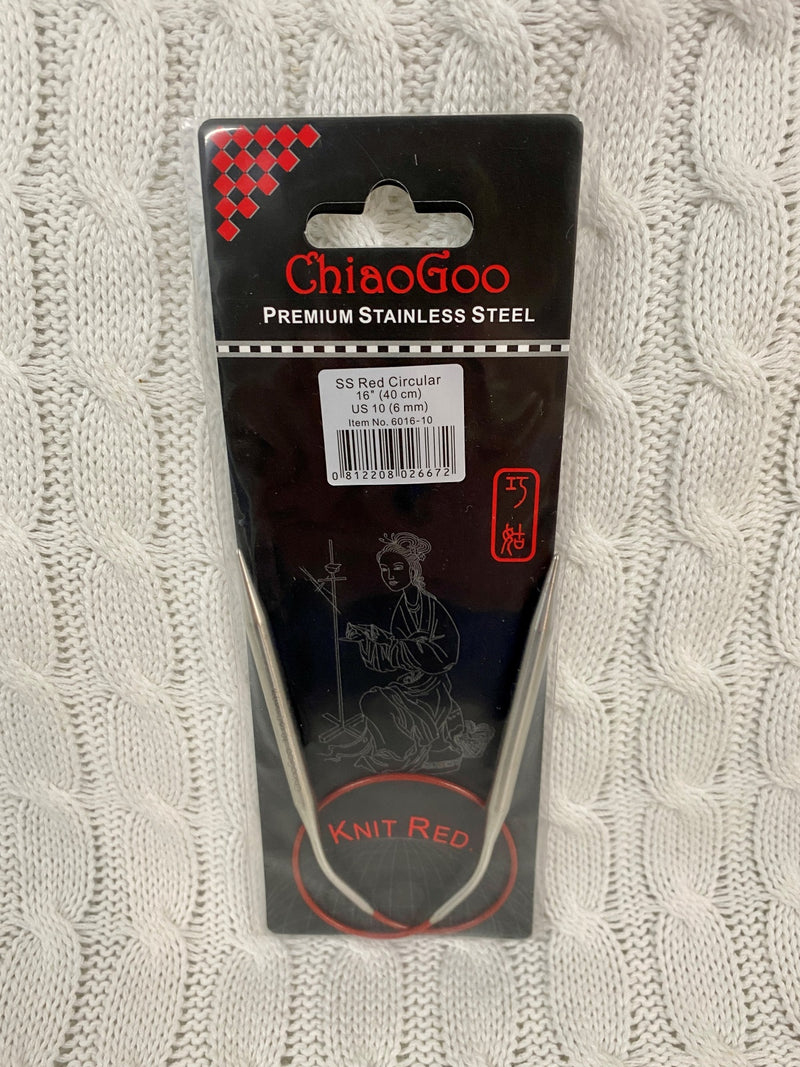 ChiaoGoo
PREMIUM STAINLESS STEEL
SS Red Circular
16" (40 cm)
US 10 (6 mm)
Item No. 6016-10
0 812208 026672
巧
姑
KNIT RED